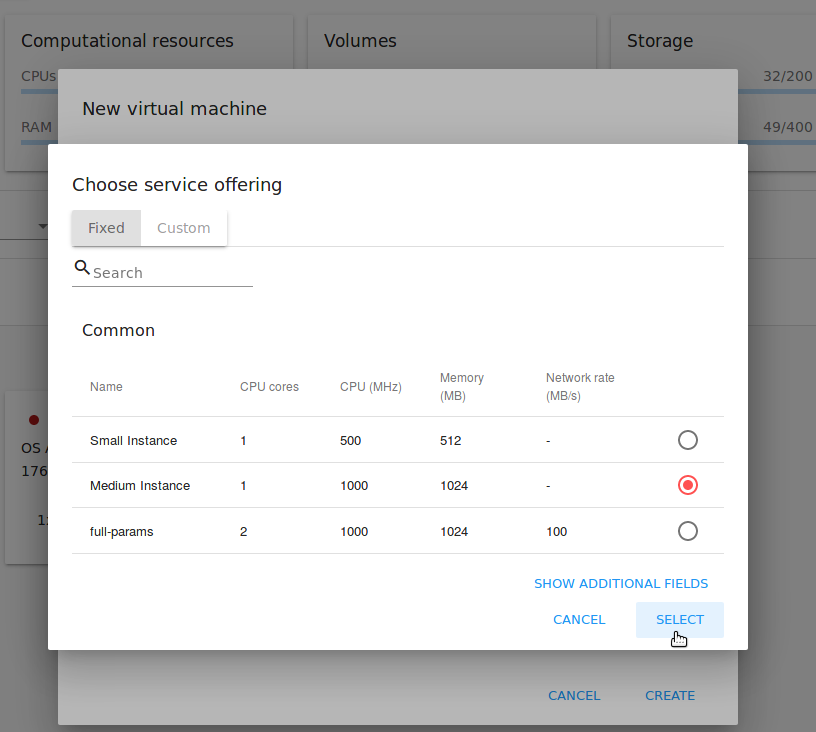 Computational resources
Volumes
Storage
CPUs
32/200
RAM
49/400
New virtual machine
Choose service offering
Fixed Custom
Search
Common
Name CPU cores CPU (MHz) Memory (MB) Network rate (MB/s)
Small Instance 1 500 512 -
Medium Instance 1 1000 1024 -
full-params 2 1000 1024 100
OS
176
SHOW ADDITIONAL FIELDS
CANCEL SELECT
CANCEL CREATE